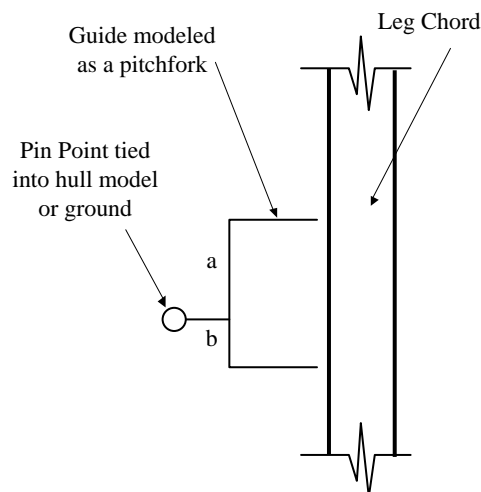 Leg Chord
Guide modeled
as a pitchfork
Pin Point tied
into hull model
or ground
a
b